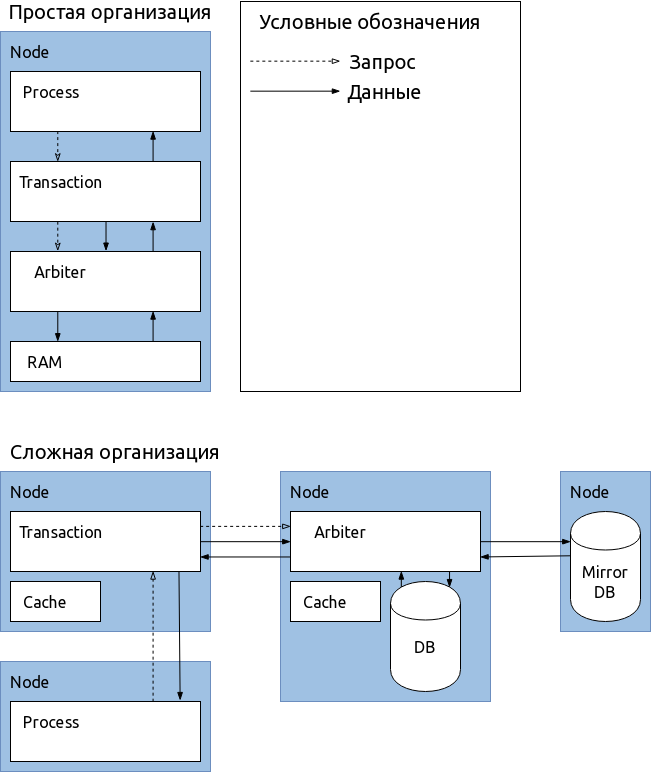 Простая организация
Node
Process
Transaction
Arbiter
RAM
Условные обозначения
Запрос
Данные
Сложная организация
Node
Transaction
Cache
Node
Arbiter
Cache
DB
Node
Mirror
DB
Node
Process